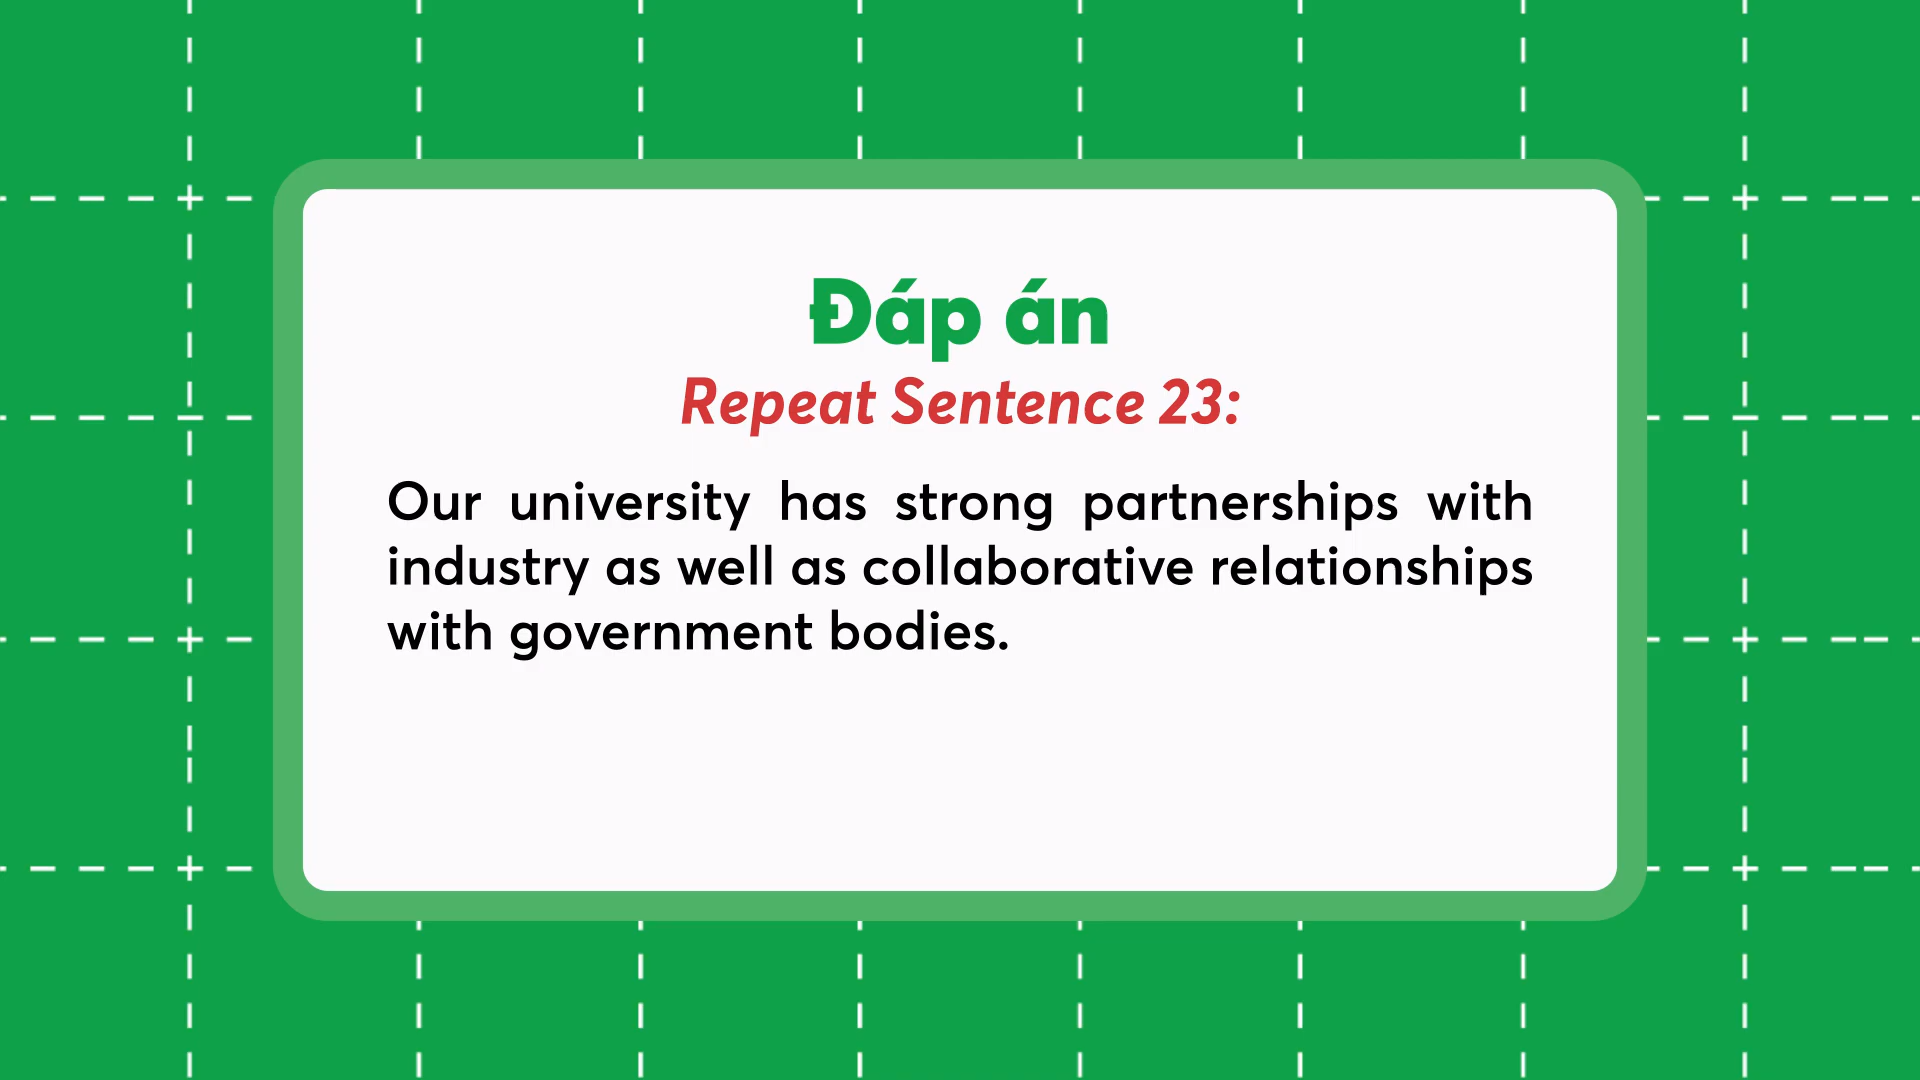 Đáp án
Repeat Sentence 23:
Our university has strong partnerships with
industry as well as collaborative relationships
with government bodies.